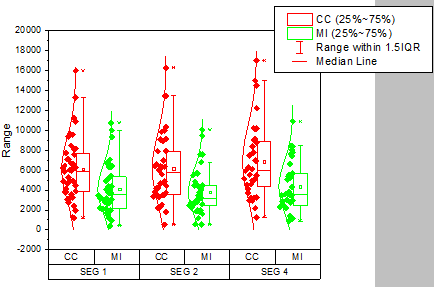 CC (25%~75%)
MI (25%~75%)
Range within 1.5IQR
Median Line
20000
18000
16000
14000
12000
10000
8000
6000
4000
2000
0
-2000
Range
CC MI CC MI CC MI
SEG 1 SEG 2 SEG 4